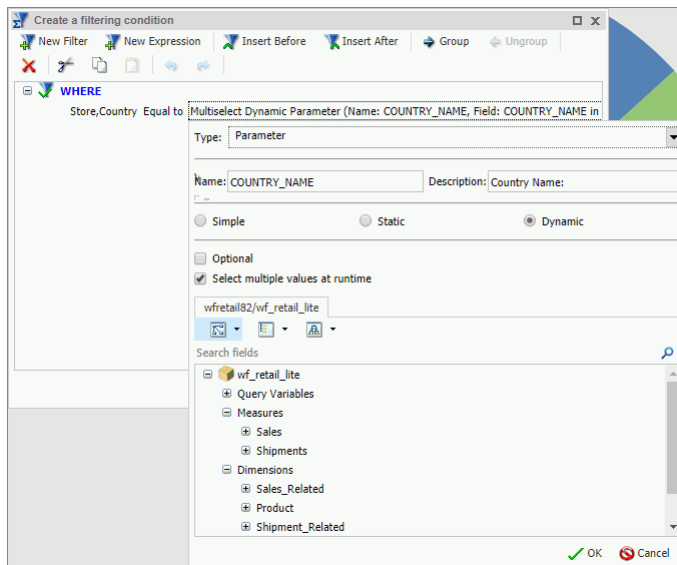 Create a filtering condition
New Filter New Expression Insert Before Insert After Group Ungroup
WHERE
Store,Country Equal to Multiselect Dynamic Parameter (Name: COUNTRY_NAME, Field: COUNTRY_NAME in
Type: Parameter
Name: COUNTRY_NAME Description: Country Name:
Simple Static Dynamic
Optional
Select multiple values at runtime
wfretail82/wf_retail_lite
Search fields
wf_retail_lite
Query Variables
Measures
Sales
Shipments
Dimensions
Sales_Related
Product
Shipment_Related
OK Cancel